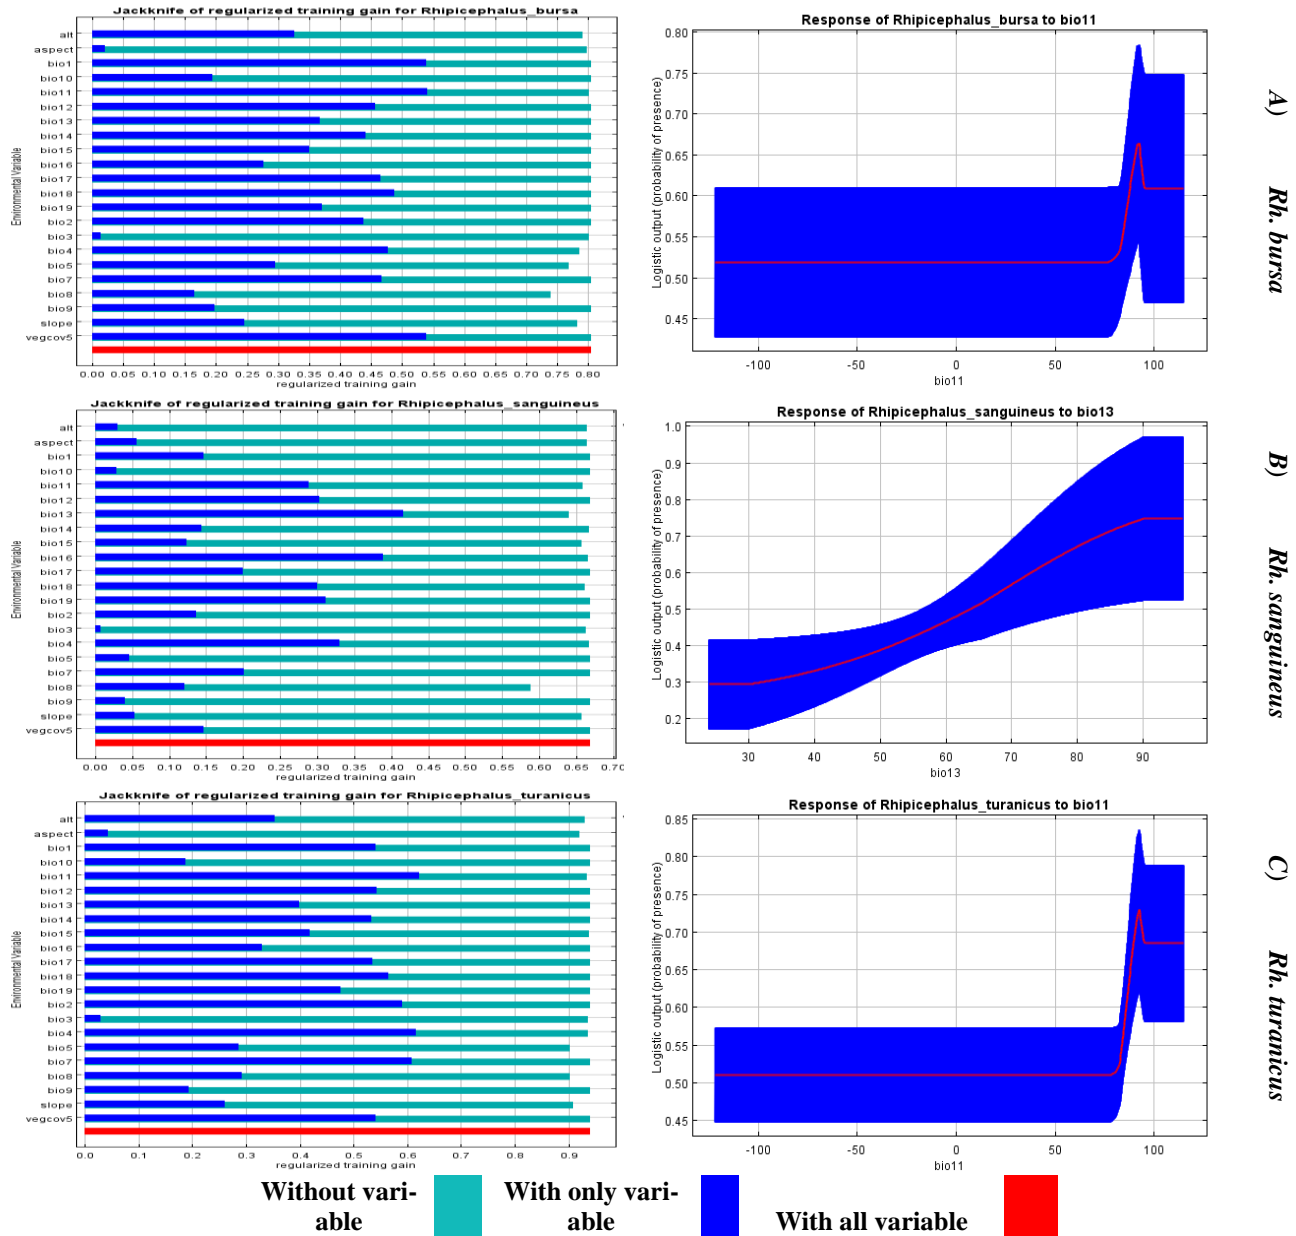 Jackknife of regularized training gain for Rhipicephalus_bursa
Environmental Variable
alt
aspect
bio1
bio10
bio11
bio12
bio13
bio14
bio15
bio16
bio17
bio18
bio19
bio2
bio3
bio4
bio5
bio7
bio8
bio9
slope
vegcov5
0.00 0.05 0.10 0.15 0.20 0.25 0.30 0.35 0.40 0.45 0.50 0.55 0.60 0.65 0.70 0.75 0.80
regularized training gain
Response of Rhipicephalus_bursa to bio11
Logistic output (probability of presence)
0.80
0.75
0.70
0.65
0.60
0.55
0.50
0.45
-100 -50 0 50 100
bio11
A) Rh. bursa
Jackknife of regularized training gain for Rhipicephalus_sanguineus
Environmental Variable
alt
aspect
bio1
bio10
bio11
bio12
bio13
bio14
bio15
bio16
bio17
bio18
bio19
bio2
bio3
bio4
bio5
bio7
bio8
bio9
slope
vegcov5
0.00 0.05 0.10 0.15 0.20 0.25 0.30 0.35 0.40 0.45 0.50 0.55 0.60 0.65 0.70
regularized training gain
Response of Rhipicephalus_sanguineus to bio13
Logistic output (probability of presence)
1.0
0.9
0.8
0.7
0.6
0.5
0.4
0.3
0.2
30 40 50 60 70 80 90
bio13
B) Rh. sanguineus
Jackknife of regularized training gain for Rhipicephalus_turanicus
Environmental Variable
alt
aspect
bio1
bio10
bio11
bio12
bio13
bio14
bio15
bio16
bio17
bio18
bio19
bio2
bio3
bio4
bio5
bio7
bio8
bio9
slope
vegcov5
0.0 0.1 0.2 0.3 0.4 0.5 0.6 0.7 0.8 0.9
regularized training gain
Response of Rhipicephalus_turanicus to bio11
Logistic output (probability of presence)
0.85
0.80
0.75
0.70
0.65
0.60
0.55
0.50
0.45
-100 -50 0 50 100
bio11
C) Rh. turanicus
Without vari-
able
With only vari-
able
With all variable